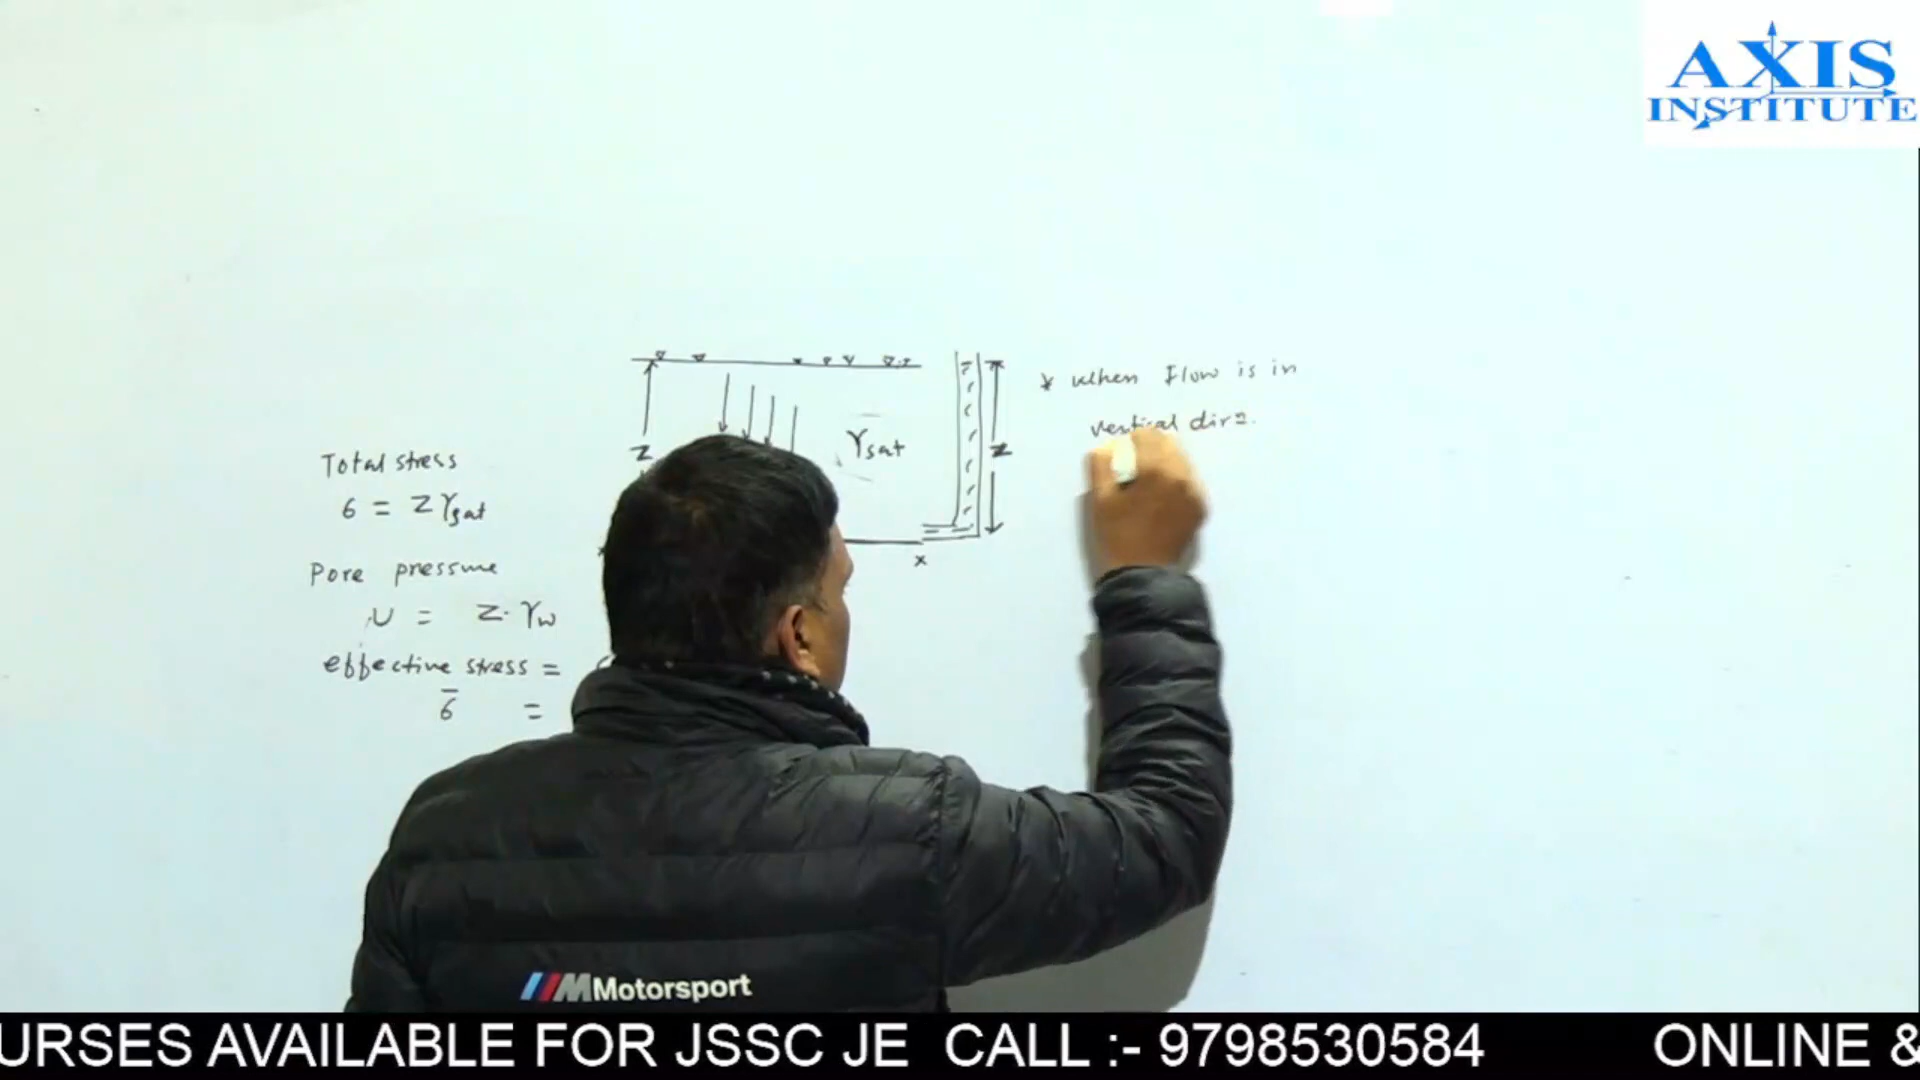 AXIS
INSTITUTE
Total stress
6 = Z γsat
Pore pressure
U = Z. γw
effective stress =
6̄ =
Z
γsat
Z
x
* When Flow is in
vertical dirn.
MMotorsport
URSES AVAILABLE FOR JSSC JE CALL :- 9798530584 ONLINE &